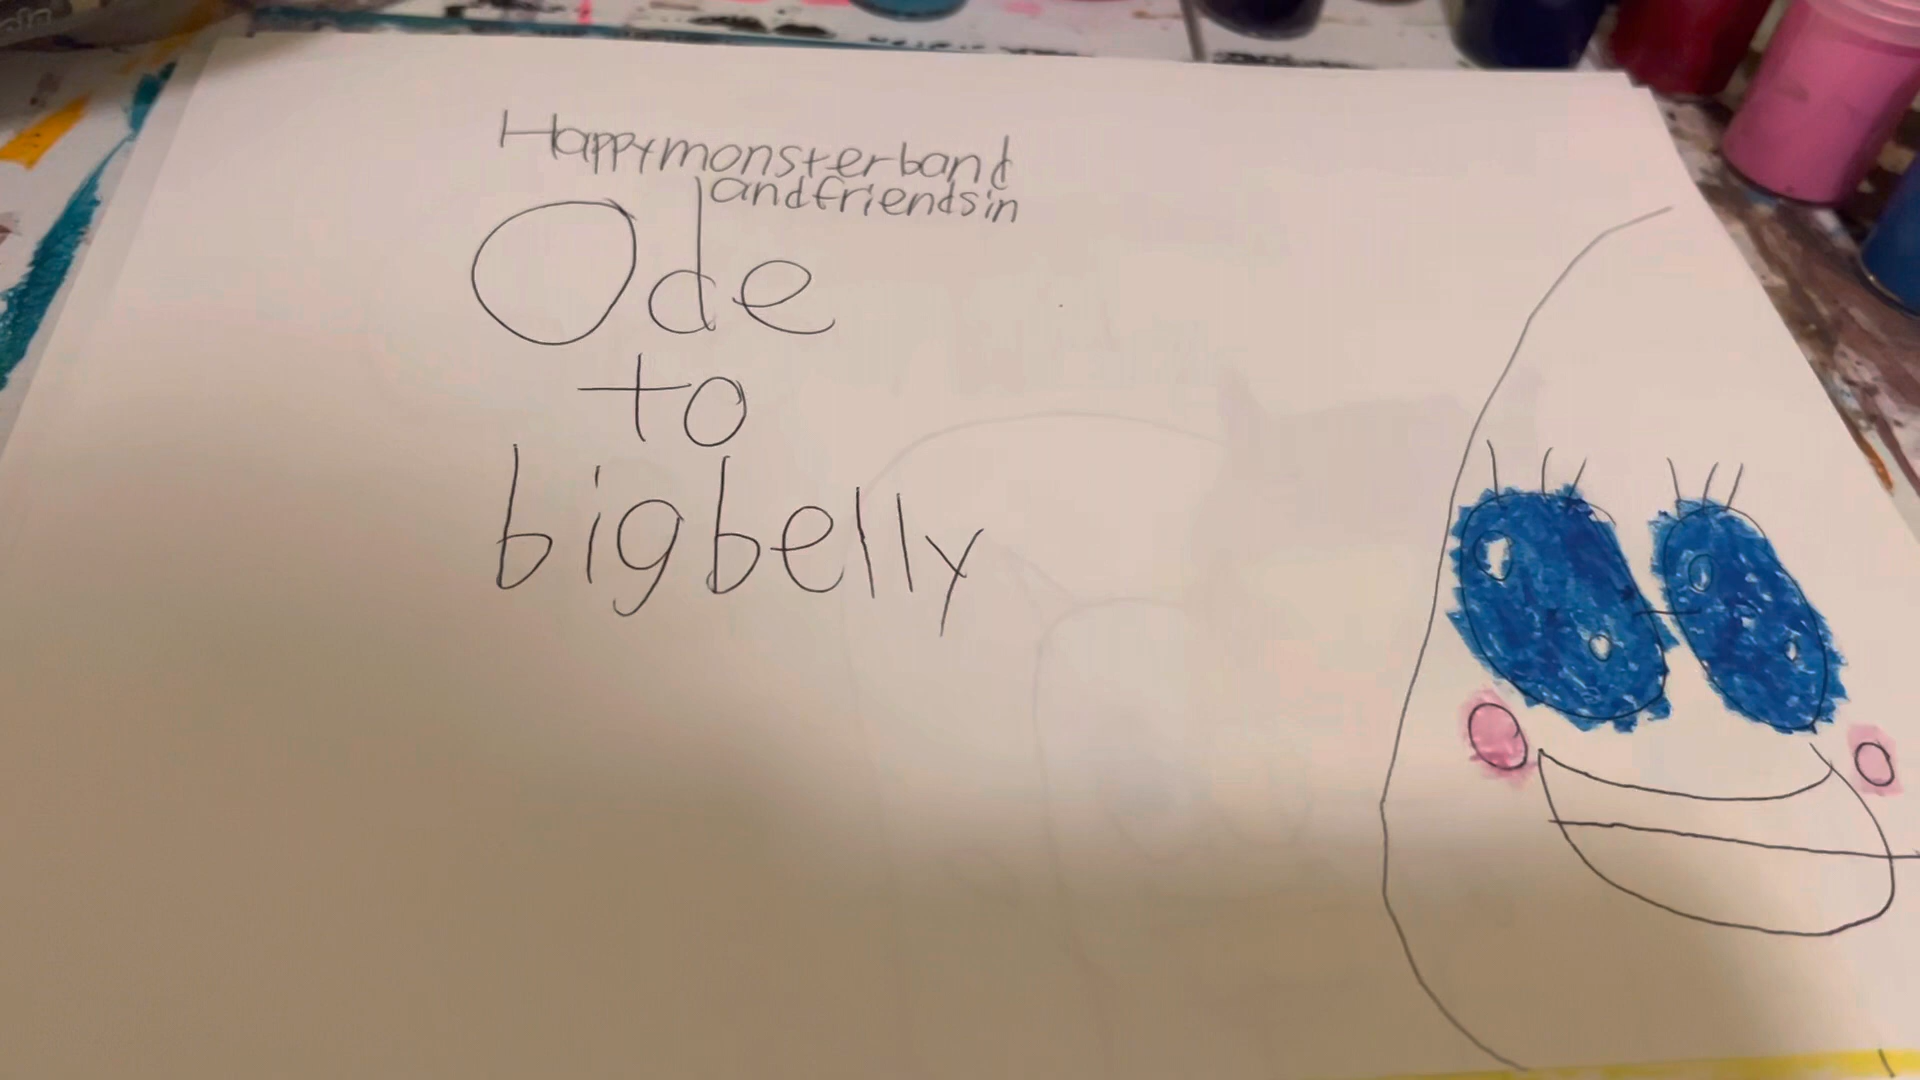 Happymonsterband
andfriendsin
Ode
to
bigbelly